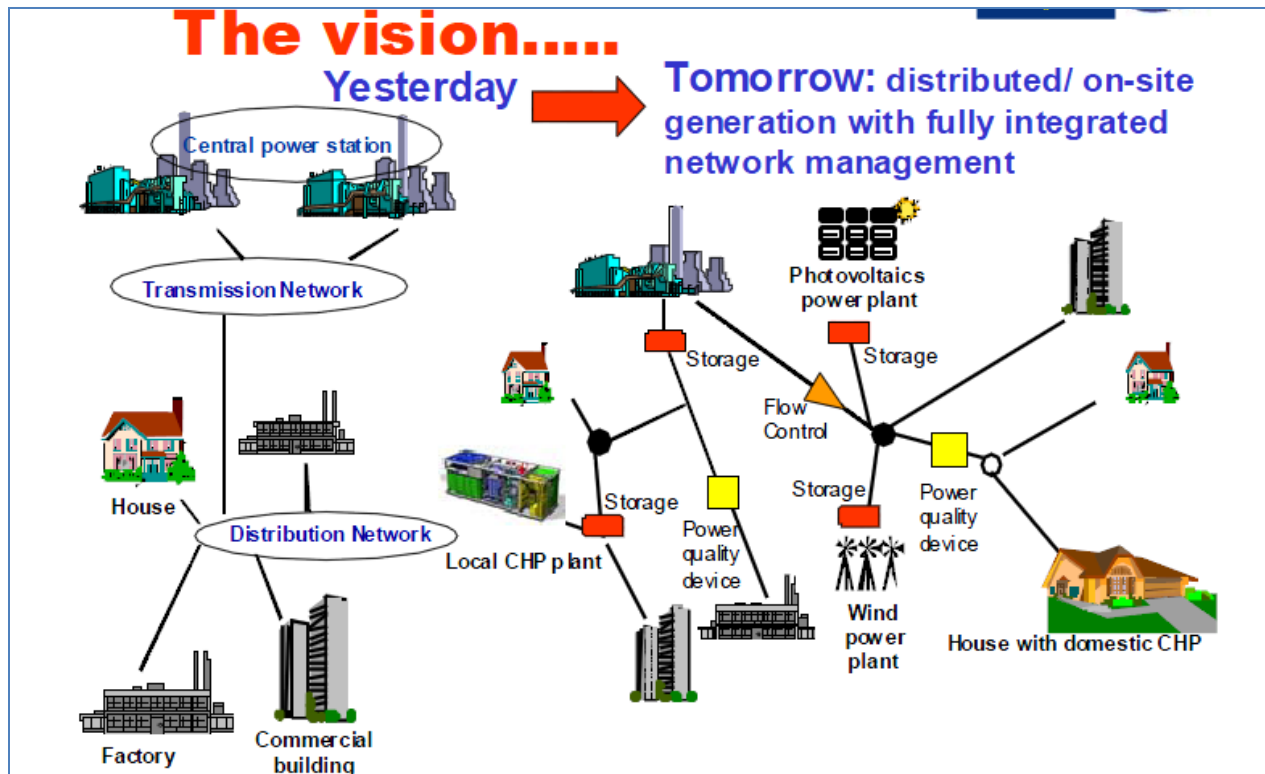 The vision.....
Yesterday
Tomorrow: distributed/ on-site
generation with fully integrated
network management
Central power station
Transmission Network
House
Distribution Network
Factory
Commercial
building
Photovoltaics
power plant
Storage
Storage
Flow
Control
Storage
Local CHP plant
Power
quality
device
Storage
Power
quality
device
Wind
power
plant
House with domestic CHP